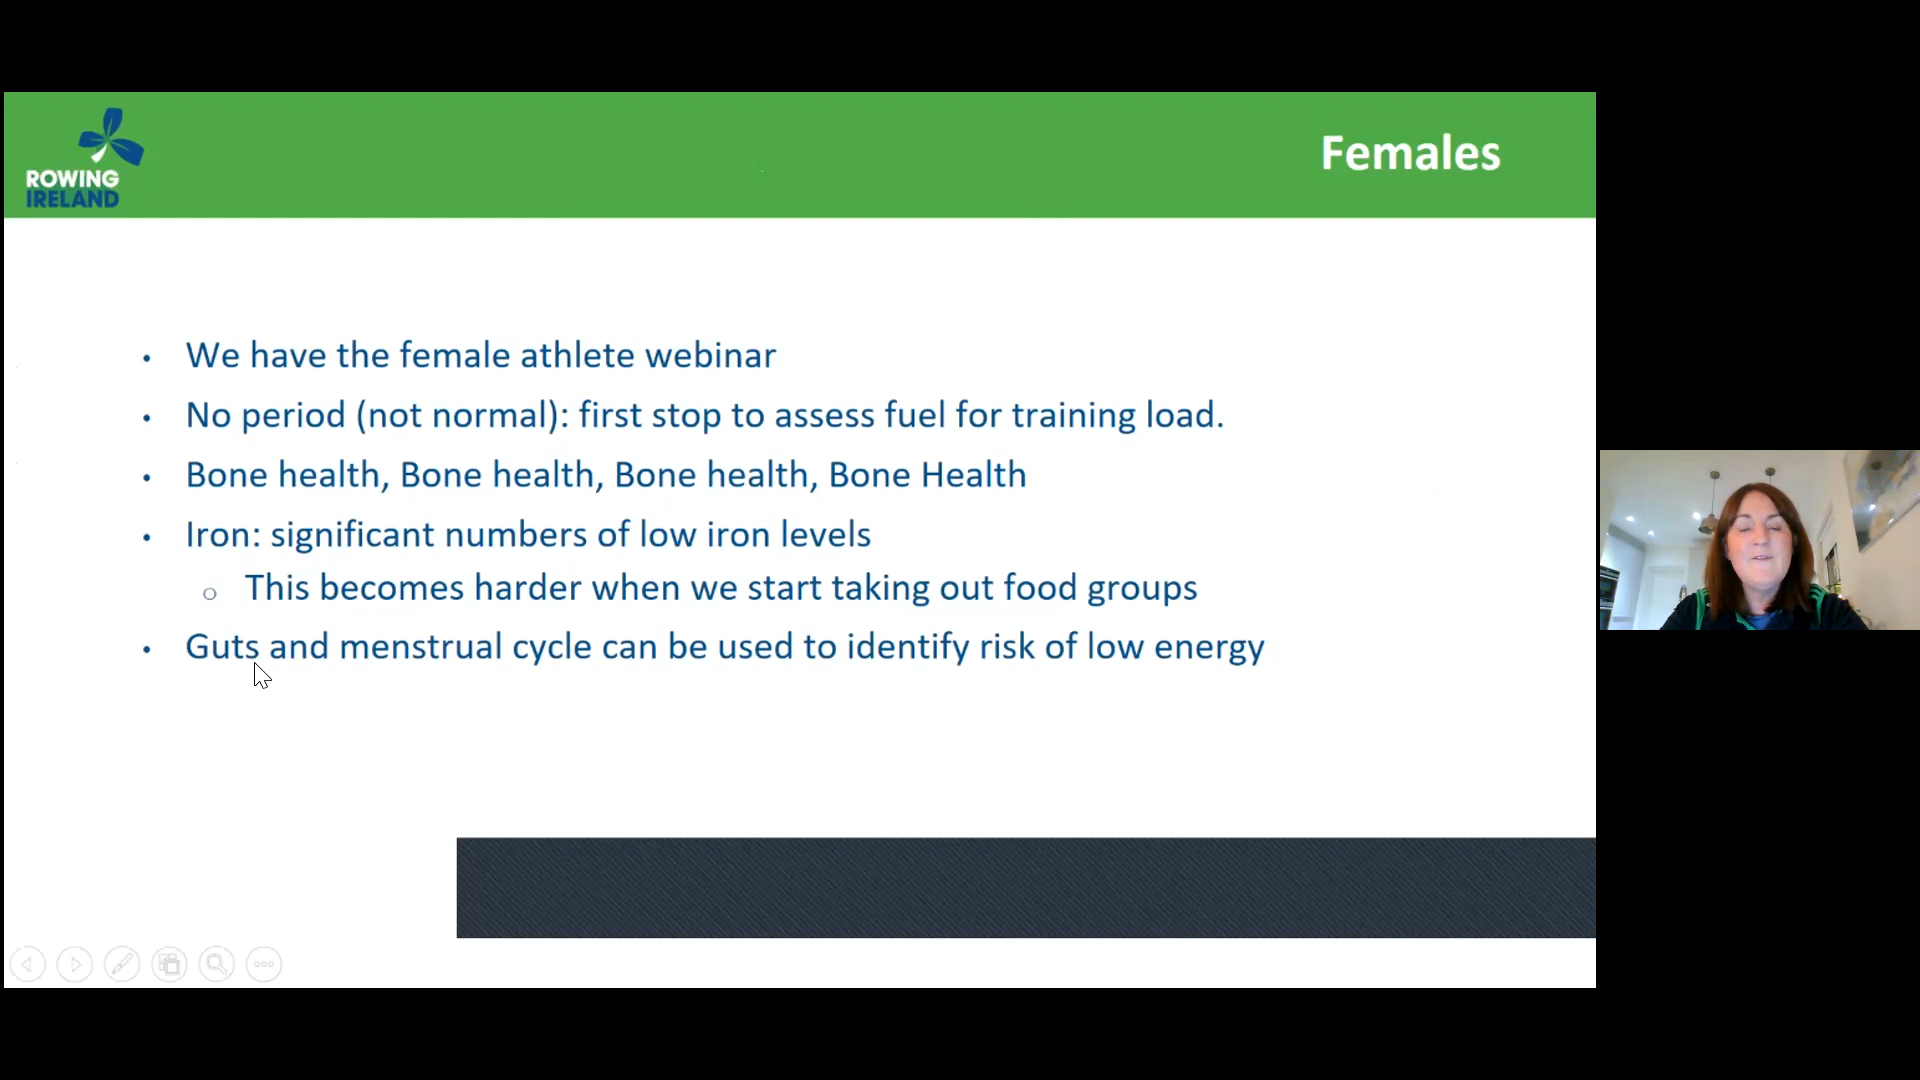 ROWING
IRELAND
Females
• We have the female athlete webinar
• No period (not normal): first stop to assess fuel for training load.
• Bone health, Bone health, Bone health, Bone Health
• Iron: significant numbers of low iron levels
o This becomes harder when we start taking out food groups
• Guts and menstrual cycle can be used to identify risk of low energy